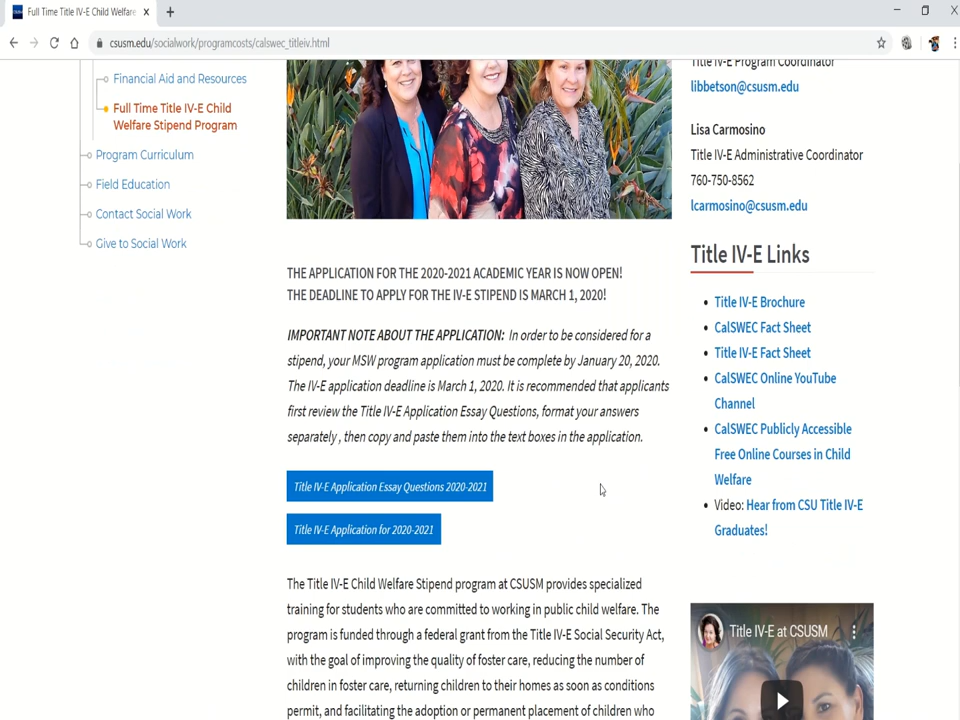 Full Time Title IV-E Child Welfare
csusm.edu/socialwork/programcosts/calswec_titleiv.html
Financial Aid and Resources
Full Time Title IV-E Child
Welfare Stipend Program
Program Curriculum
Field Education
Contact Social Work
Give to Social Work
THE APPLICATION FOR THE 2020-2021 ACADEMIC YEAR IS NOW OPEN!
THE DEADLINE TO APPLY FOR THE IV-E STIPEND IS MARCH 1, 2020!
IMPORTANT NOTE ABOUT THE APPLICATION: In order to be considered for a
stipend, your MSW program application must be complete by January 20, 2020.
The IV-E application deadline is March 1, 2020. It is recommended that applicants
first review the Title IV-E Application Essay Questions, format your answers
separately , then copy and paste them into the text boxes in the application.
Title IV-E Application Essay Questions 2020-2021
Title IV-E Application for 2020-2021
The Title IV-E Child Welfare Stipend program at CSUSM provides specialized
training for students who are committed to working in public child welfare. The
program is funded through a federal grant from the Title IV-E Social Security Act,
with the goal of improving the quality of foster care, reducing the number of
children in foster care, returning children to their homes as soon as conditions
permit, and facilitating the adoption or permanent placement of children who
Title IV-E Program Coordinator
libbetson@csusm.edu
Lisa Carmosino
Title IV-E Administrative Coordinator
760-750-8562
lcarmosino@csusm.edu
Title IV-E Links
Title IV-E Brochure
CalSWEC Fact Sheet
Title IV-E Fact Sheet
CalSWEC Online YouTube
Channel
CalSWEC Publicly Accessible
Free Online Courses in Child
Welfare
Video: Hear from CSU Title IV-E
Graduates!
Title IV-E at CSUSM